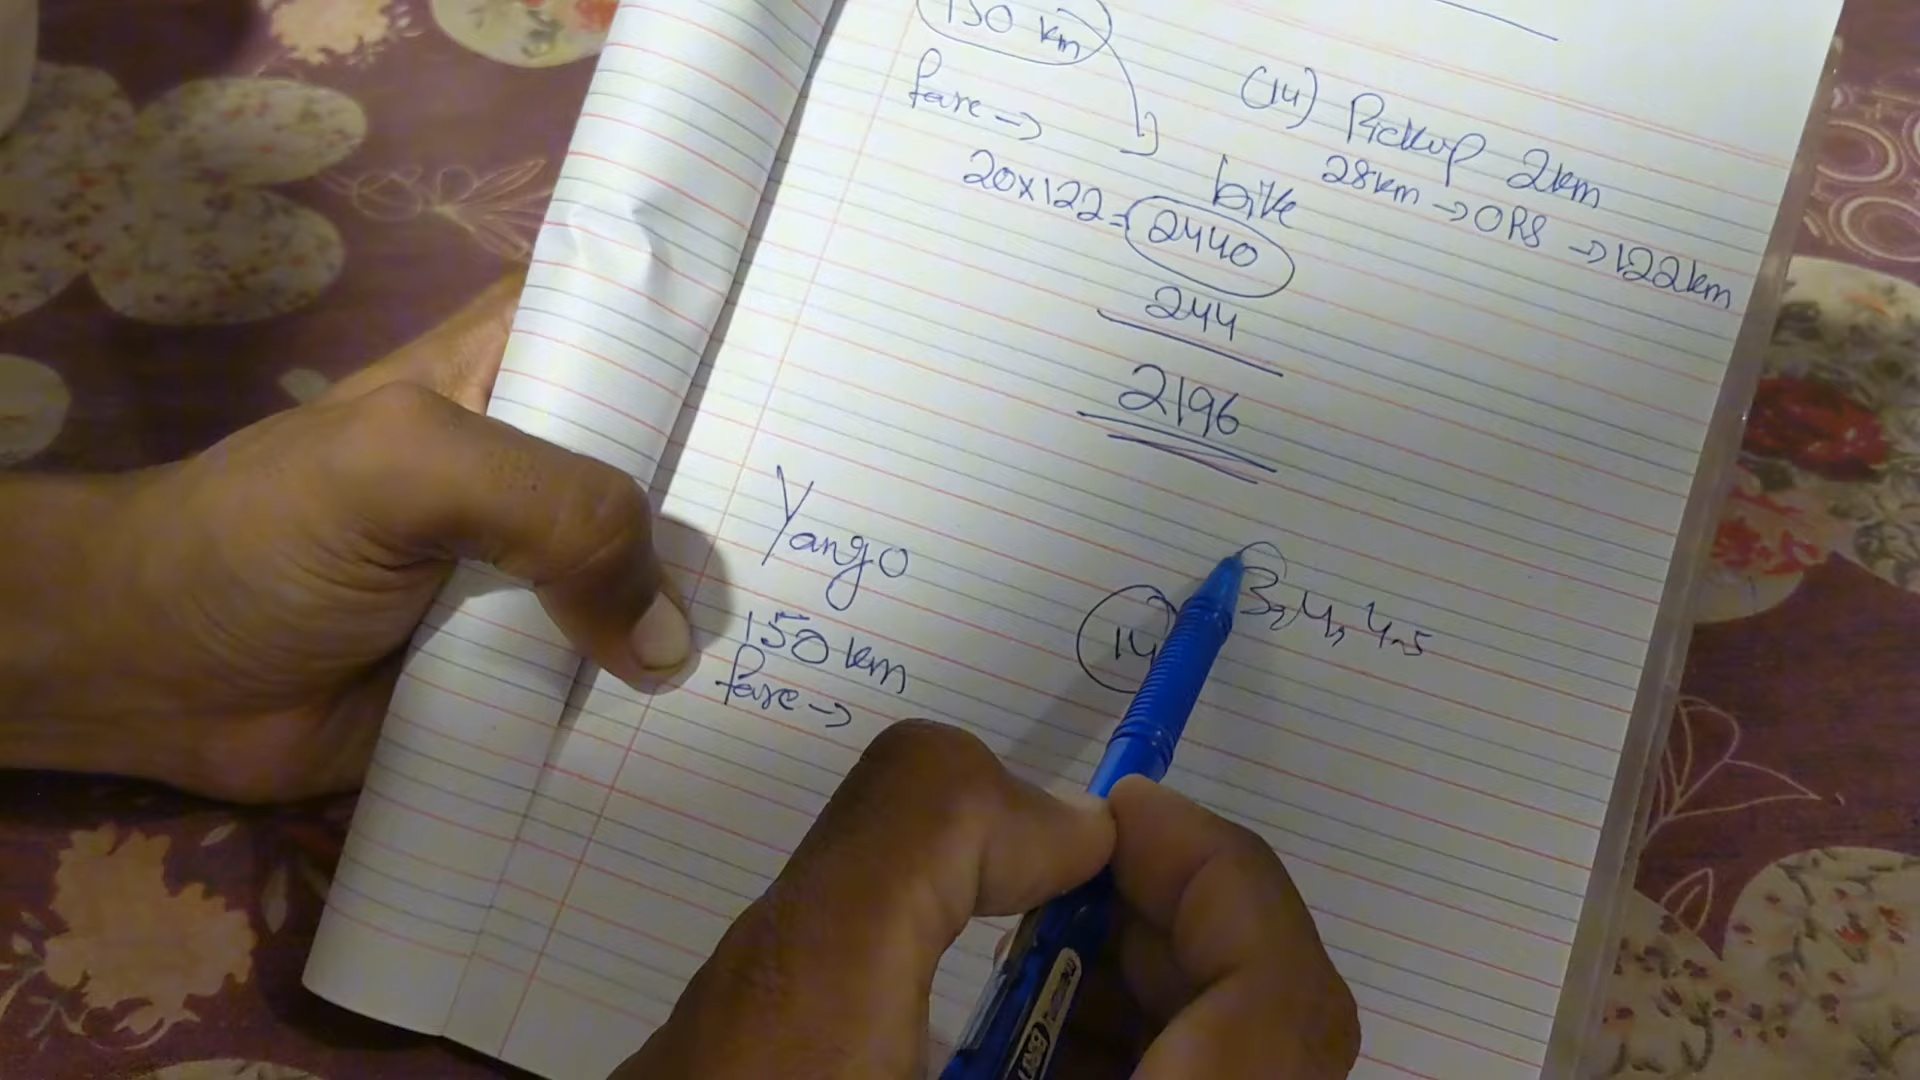 150 km
(14) Pickup 2km
fare →
28km → OPS → 122km
bike
20x122=2440
244
2196
Yango
3, 4, 4.5
14
150 km
fare →